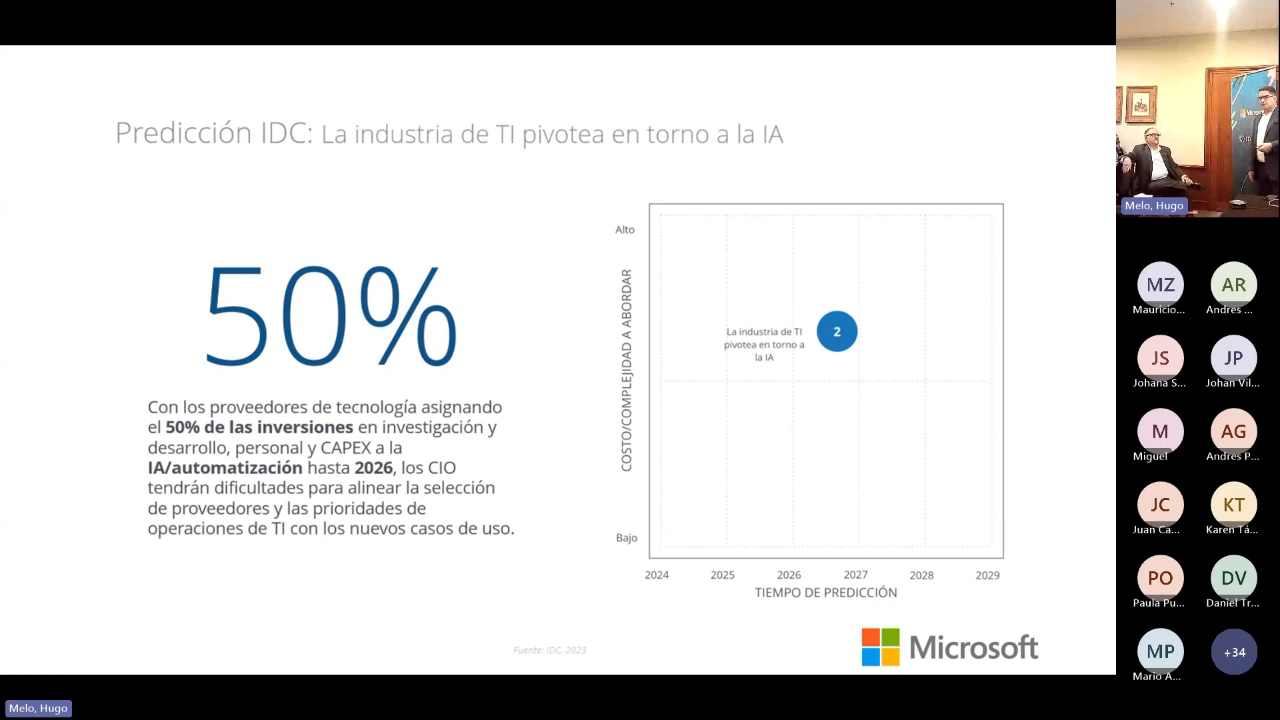 Predicción IDC: La industria de TI pivotea en torno a la IA
50%
Con los proveedores de tecnología asignando
el 50% de las inversiones en investigación y
desarrollo, personal y CAPEX a la
IA/automatización hasta 2026, los CIO
tendrán dificultades para alinear la selección
de proveedores y las prioridades de
operaciones de TI con los nuevos casos de uso.
Alto
COSTO/COMPLEJIDAD A ABORDAR
La industria de TI
pivotea en torno a
la IA
2
Bajo
2024 2025 2026 2027 2028 2029
TIEMPO DE PREDICCIÓN
Fuente: IDC, 2023
Microsoft
Melo, Hugo
Melo, Hugo
MZ AR
Mauricio... Andres ...
JS JP
Johana S... Johan Vil...
M AG
Miguel Andres P...
JC KT
Juan Ca... Karen Tá...
PO DV
Paula Pu... Daniel Tr...
MP +34
Mario A...